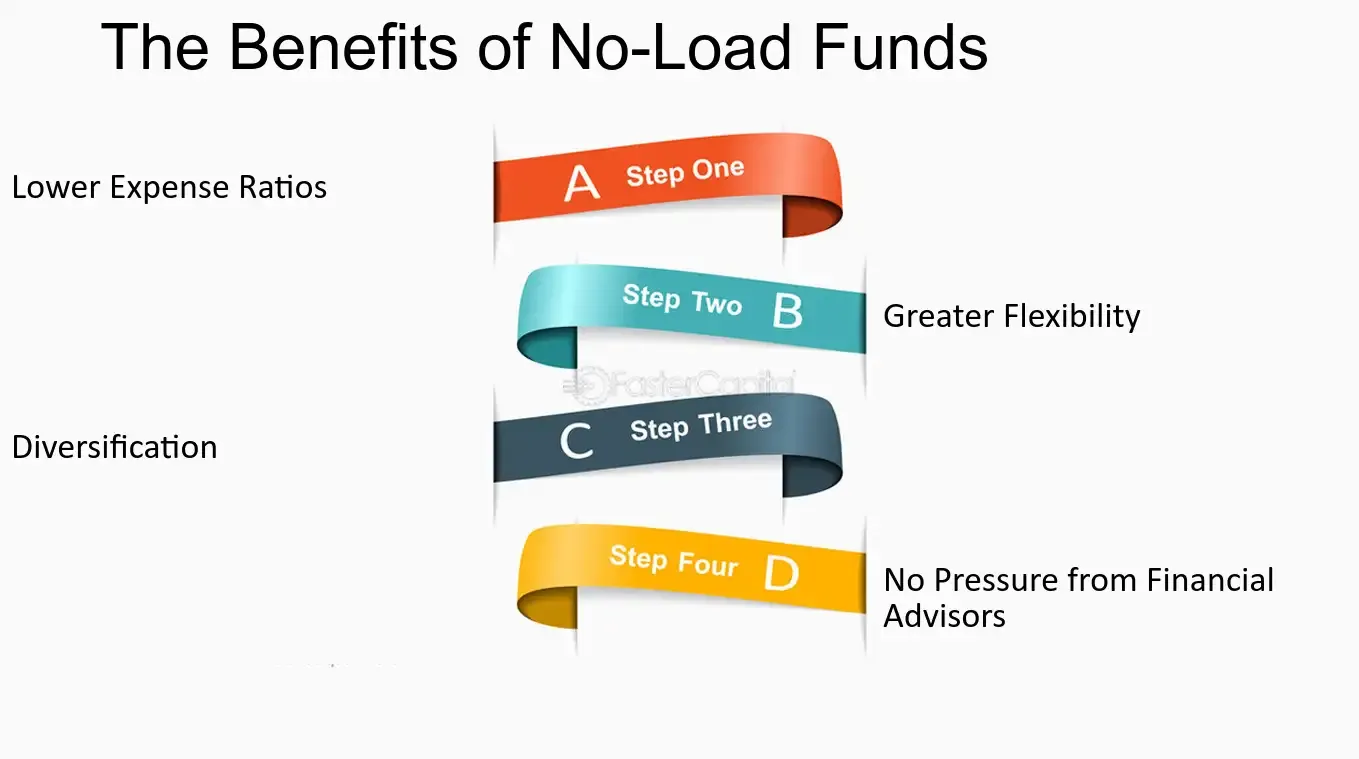 The Benefits of No-Load Funds
A Step One
Lower Expense Ratios
Step Two B
Greater Flexibility
FasterCapital
C Step Three
Diversification
Step Four D
No Pressure from Financial
Advisors